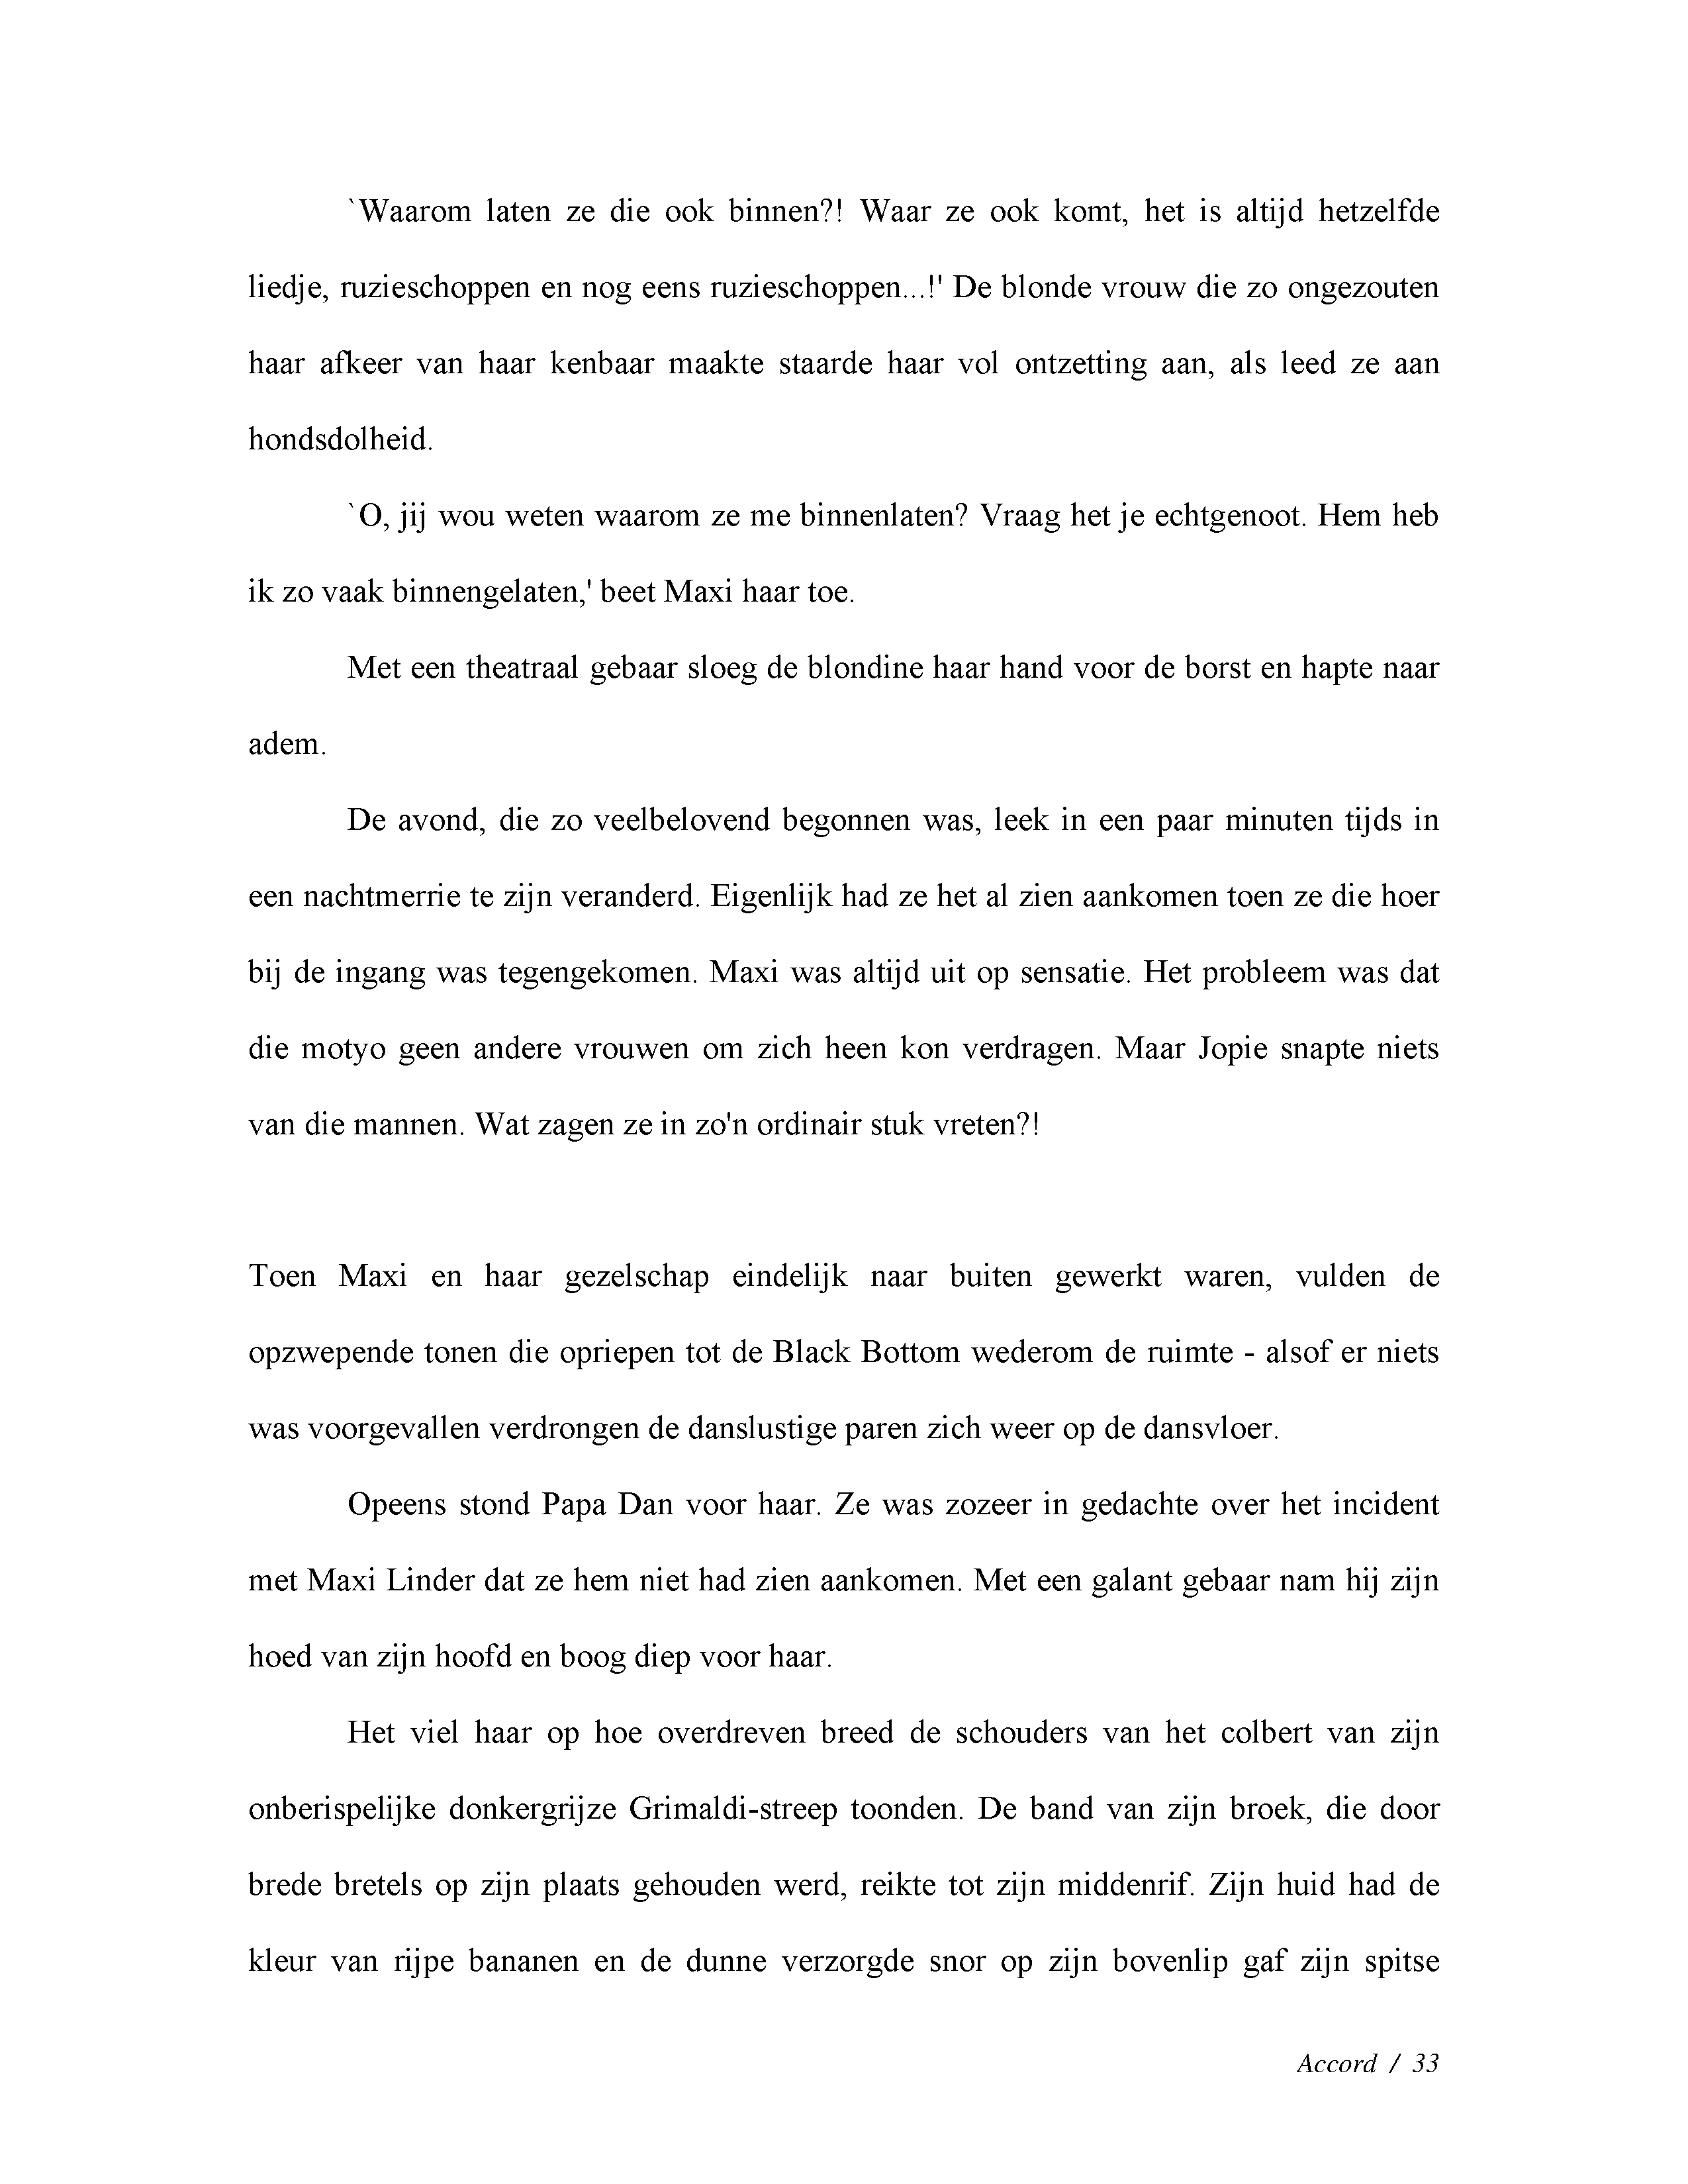 `Waarom laten ze die ook binnen?! Waar ze ook komt, het is altijd hetzelfde
liedje, ruzieschoppen en nog eens ruzieschoppen...!' De blonde vrouw die zo ongezouten
haar afkeer van haar kenbaar maakte staarde haar vol ontzetting aan, als leed ze aan
hondsdolheid.
`O, jij wou weten waarom ze me binnenlaten? Vraag het je echtgenoot. Hem heb
ik zo vaak binnengelaten,' beet Maxi haar toe.
Met een theatraal gebaar sloeg de blondine haar hand voor de borst en hapte naar
adem.
De avond, die zo veelbelovend begonnen was, leek in een paar minuten tijds in
een nachtmerrie te zijn veranderd. Eigenlijk had ze het al zien aankomen toen ze die hoer
bij de ingang was tegengekomen. Maxi was altijd uit op sensatie. Het probleem was dat
die motyo geen andere vrouwen om zich heen kon verdragen. Maar Jopie snapte niets
van die mannen. Wat zagen ze in zo'n ordinair stuk vreten?!
Toen Maxi en haar gezelschap eindelijk naar buiten gewerkt waren, vulden de
opzwepende tonen die opriepen tot de Black Bottom wederom de ruimte - alsof er niets
was voorgevallen verdrongen de danslustige paren zich weer op de dansvloer.
Opeens stond Papa Dan voor haar. Ze was zozeer in gedachte over het incident
met Maxi Linder dat ze hem niet had zien aankomen. Met een galant gebaar nam hij zijn
hoed van zijn hoofd en boog diep voor haar.
Het viel haar op hoe overdreven breed de schouders van het colbert van zijn
onberispelijke donkergrijze Grimaldi-streep toonden. De band van zijn broek, die door
brede bretels op zijn plaats gehouden werd, reikte tot zijn middenrif. Zijn huid had de
kleur van rijpe bananen en de dunne verzorgde snor op zijn bovenlip gaf zijn spitse
Accord / 33